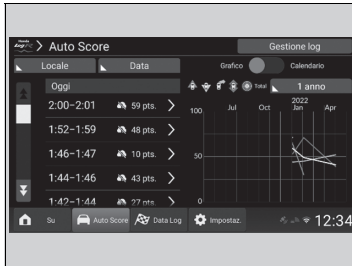 Honda
LogR > Auto Score
Gestione log
Locale Data
Grafico Calendario
Oggi
Total 1 anno
2:00–2:01 59 pts.
1:52–1:59 48 pts.
1:46–1:47 10 pts.
1:44–1:46 43 pts.
1:42–1:44 27 pts.
2022
Jul Oct Jan Apr
100
50
0
Su Auto Score Data Log Impostaz. 12:34